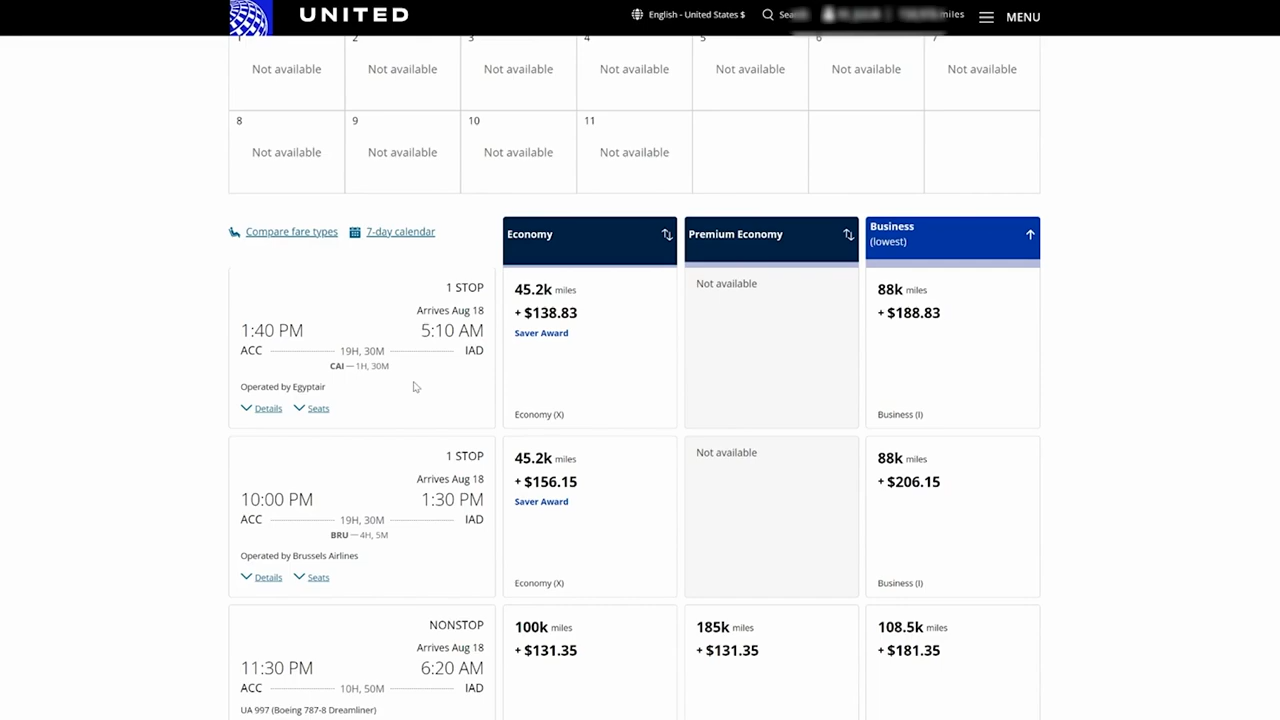 UNITED
English - United States $
miles
MENU
1 2 3 4 5 6 7
Not available Not available Not available Not available Not available Not available Not available
8 9 10 11
Not available Not available Not available Not available
Compare fare types 7-day calendar
Economy Premium Economy Business
(lowest)
1 STOP
Arrives Aug 18
1:40 PM 5:10 AM
ACC 19H, 30M IAD
CAI — 1H, 30M
Operated by Egyptair
Details Seats
45.2k miles
+ $138.83
Saver Award
Economy (X)
Not available
88k miles
+ $188.83
Business (I)
1 STOP
Arrives Aug 18
10:00 PM 1:30 PM
ACC 19H, 30M IAD
BRU — 4H, 5M
Operated by Brussels Airlines
Details Seats
45.2k miles
+ $156.15
Saver Award
Economy (X)
Not available
88k miles
+ $206.15
Business (I)
NONSTOP
Arrives Aug 18
11:30 PM 6:20 AM
ACC 10H, 50M IAD
UA 997 (Boeing 787-8 Dreamliner)
100k miles
+ $131.35
185k miles
+ $131.35
108.5k miles
+ $181.35